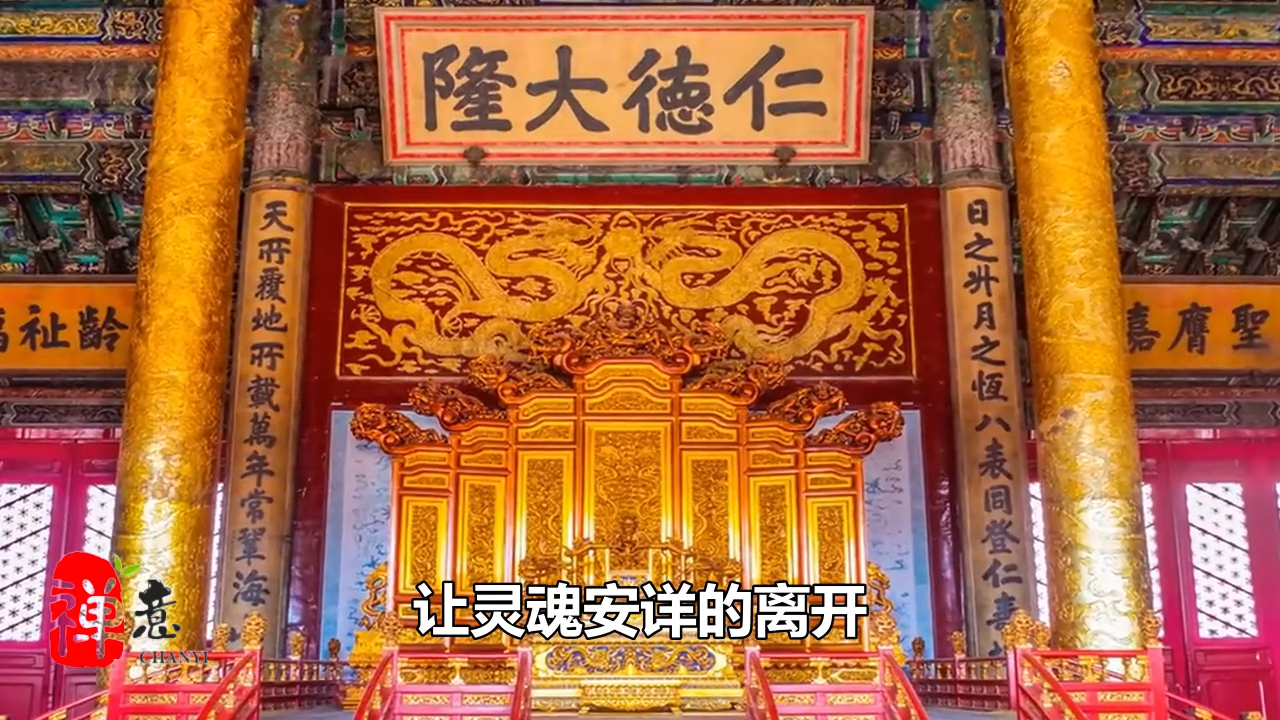 仁德大隆
日之升月之恆八表同登仁壽
天所覆地所載萬年常鞏海
聖膺嘉
齡祉
让灵魂安详的离开
禅意
CHANYI